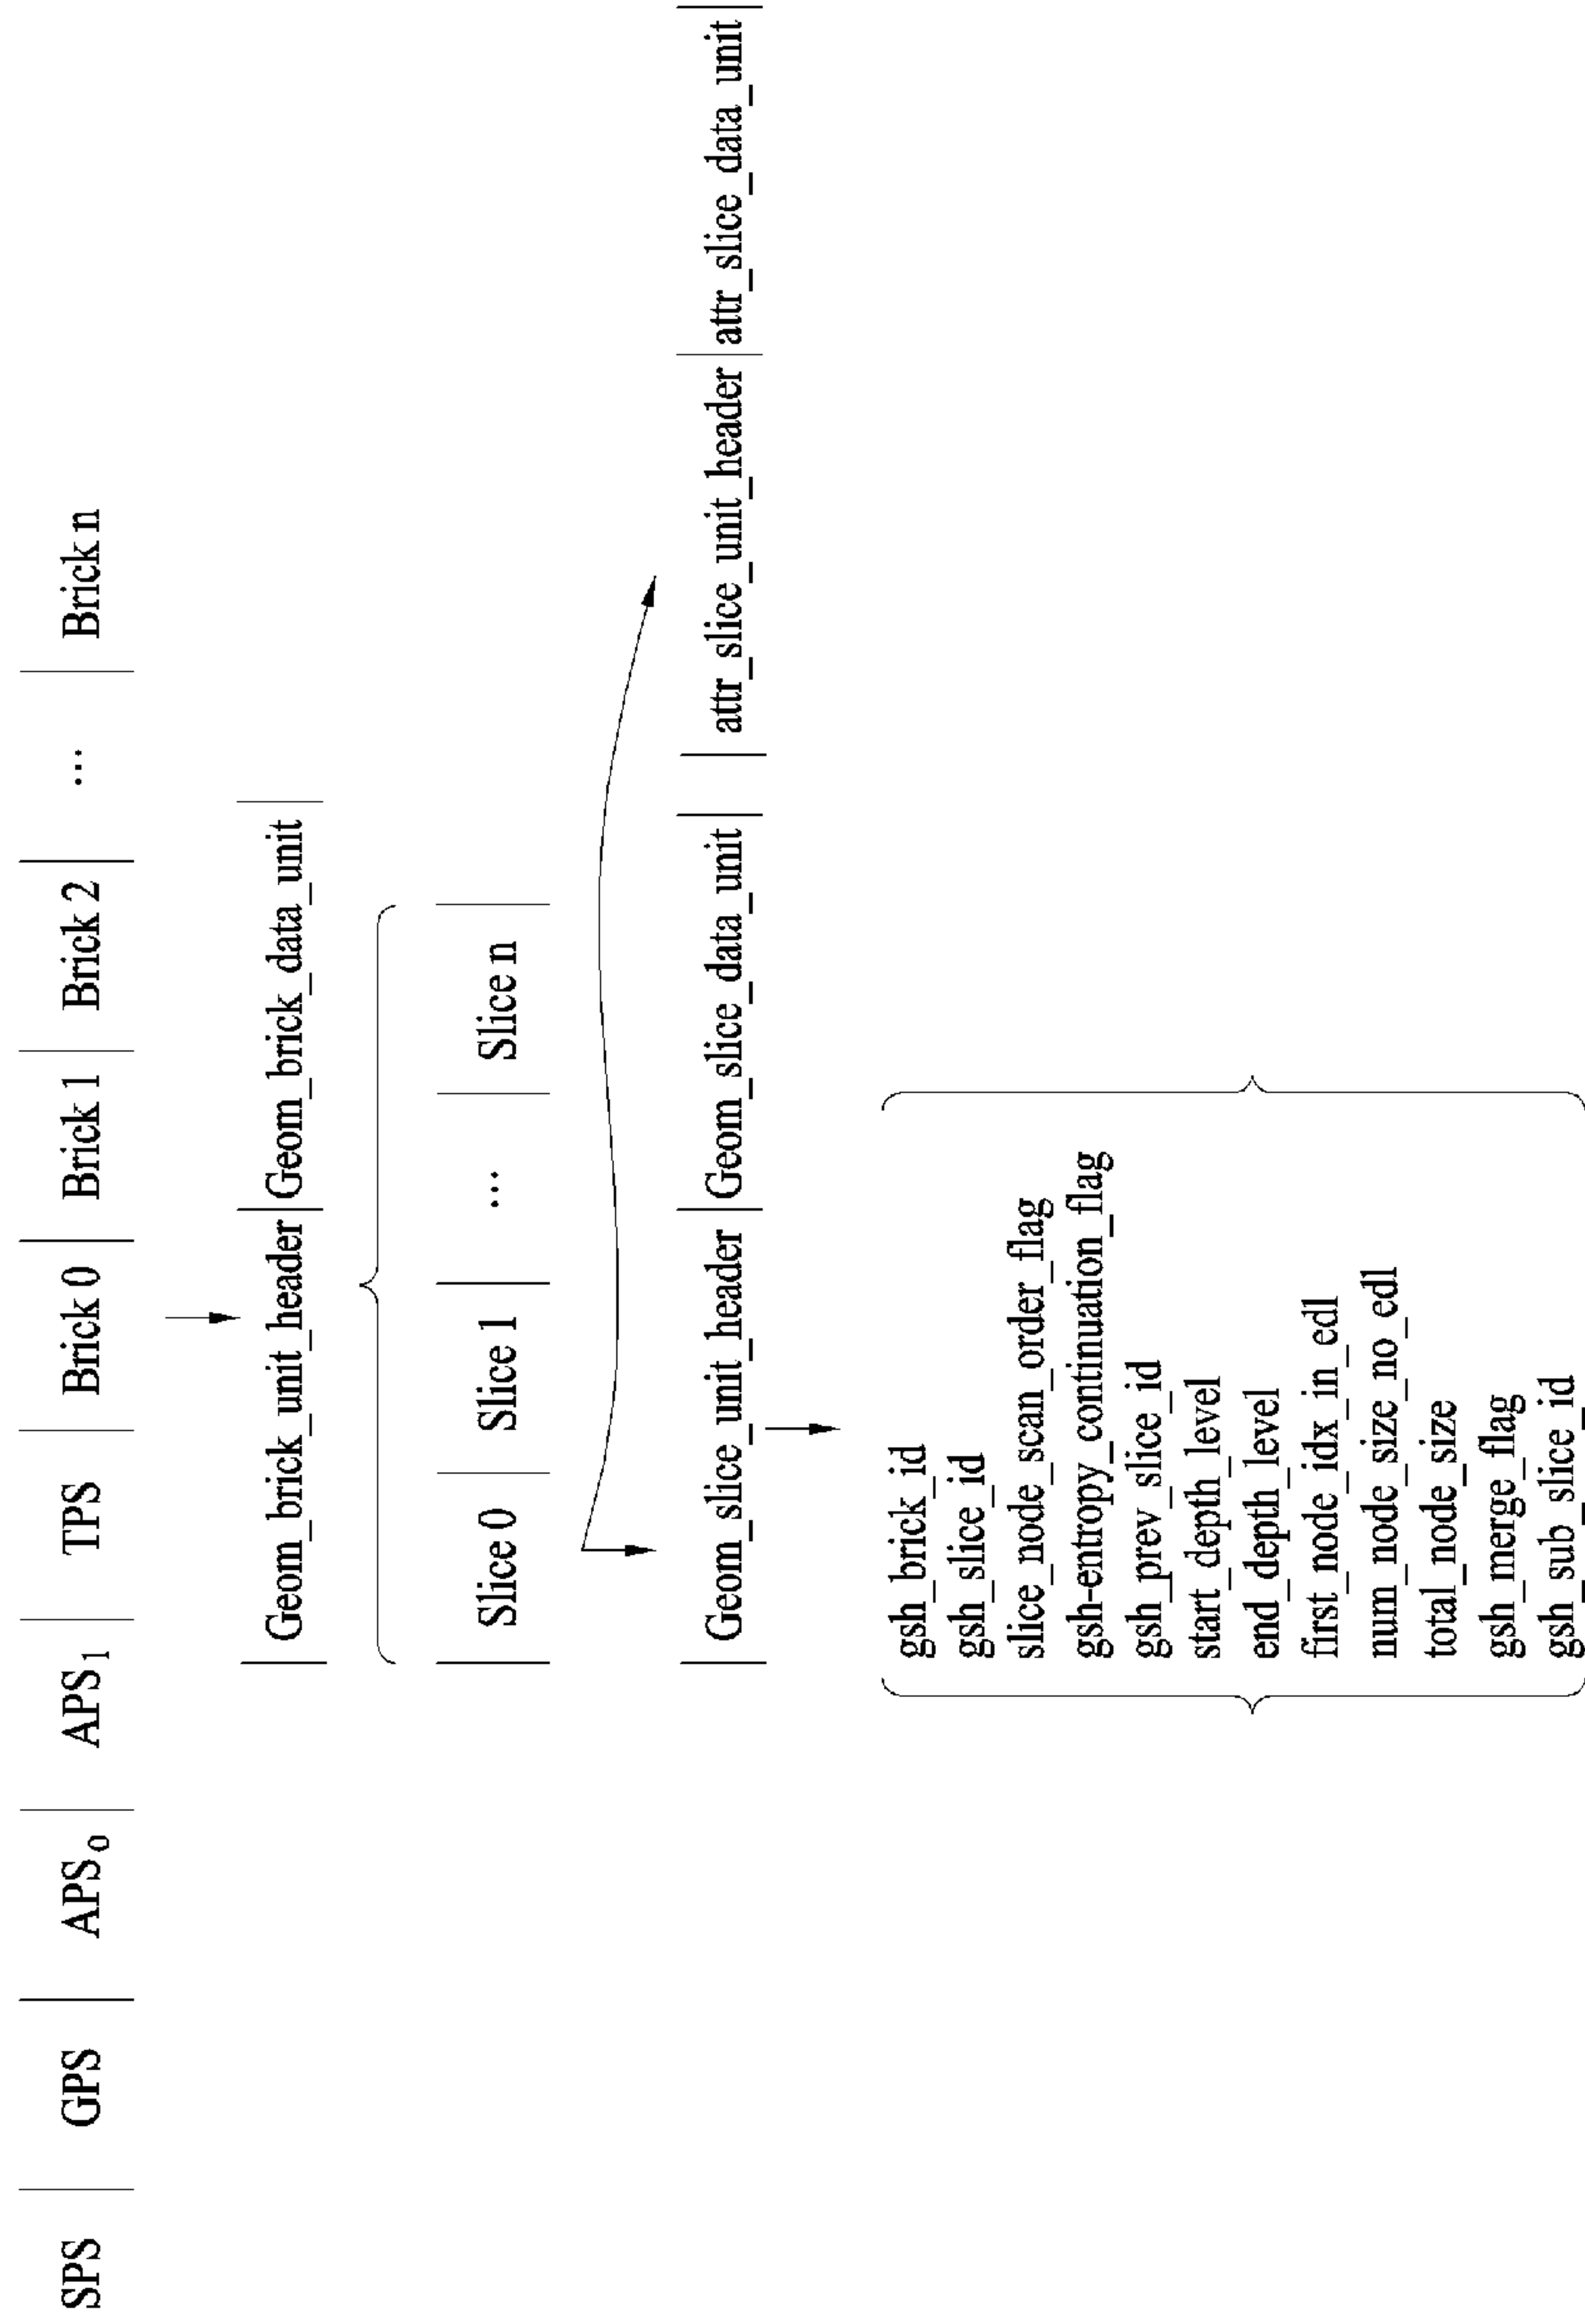 SPS GPS APS0 APS1 TPS Brick 0 Brick 1 Brick 2 ... Brick n
Geom_brick_unit_header Geom_brick_data_unit
Slice 0 Slice 1 ... Slice n
Geom_slice_unit_header Geom_slice_data_unit attr_slice_unit_header attr_slice_data_unit
gsh_brick_id
gsh_slice_id
slice_node_scan_order_flag
gsh-entropy_continuation_flag
gsh_prev_slice_id
start_depth_level
end_depth_level
first_node_idx_in_edl
num_node_size_no_edl
total_node_size
gsh_merge_flag
gsh_sub_slice_id